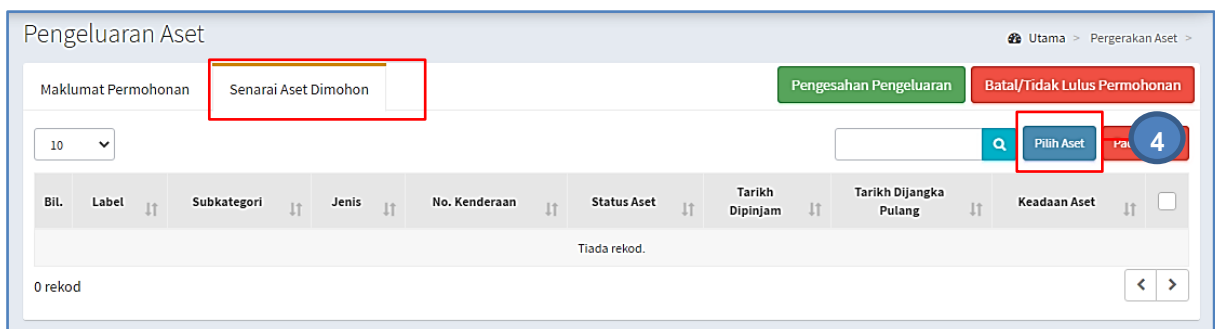 Pengeluaran Aset
Utama > Pergerakan Aset >
Maklumat Permohonan
Senarai Aset Dimohon
Pengesahan Pengeluaran
Batal/Tidak Lulus Permohonan
10
Pilih Aset
4
Bil.
Label
Subkategori
Jenis
No. Kenderaan
Status Aset
Tarikh
Dipinjam
Tarikh Dijangka
Pulang
Keadaan Aset
Tiada rekod.
0 rekod
< >